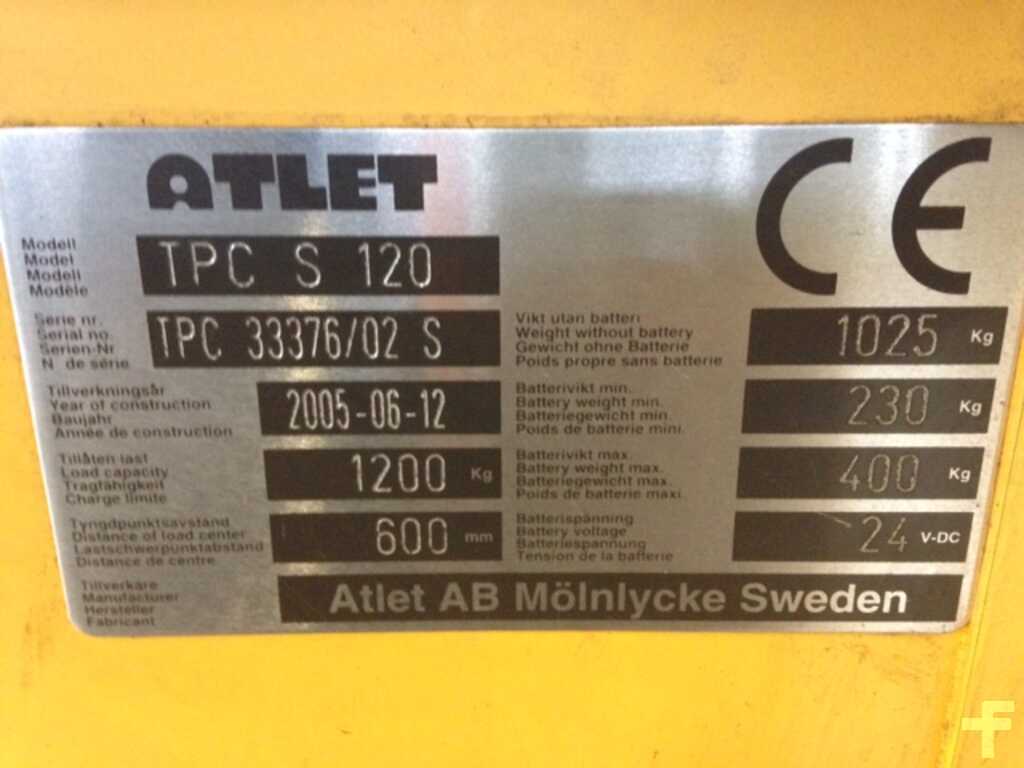 ATLET
CE
Modell
Model
Modell
Modèle
TPC S 120
Serie nr.
Serial no.
Serien-Nr
N de série
TPC 33376/02 S
Tillverkningsår
Year of construction
Baujahr
Année de construction
2005-06-12
Tillåten last
Load capacity
Tragfähigkeit
Charge limite
1200 Kg
Tyngdpunktsavstånd
Distance of load center
Lastschwerpunktabstand
Distance de centre
600 mm
Vikt utan batteri
Weight without battery
Gewicht ohne Batterie
Poids propre sans batterie
1025 Kg
Batterivikt min.
Battery weight min.
Batteriegewicht min.
Poids de batterie mini.
230 Kg
Batterivikt max.
Battery weight max.
Batteriegewicht max.
Poids de batterie maxi.
400 Kg
Batterispänning
Battery voltage
Batteriespannung
Tension de la batterie
24 V-DC
Tillverkare
Manufacturer
Hersteller
Fabricant
Atlet AB Mölnlycke Sweden